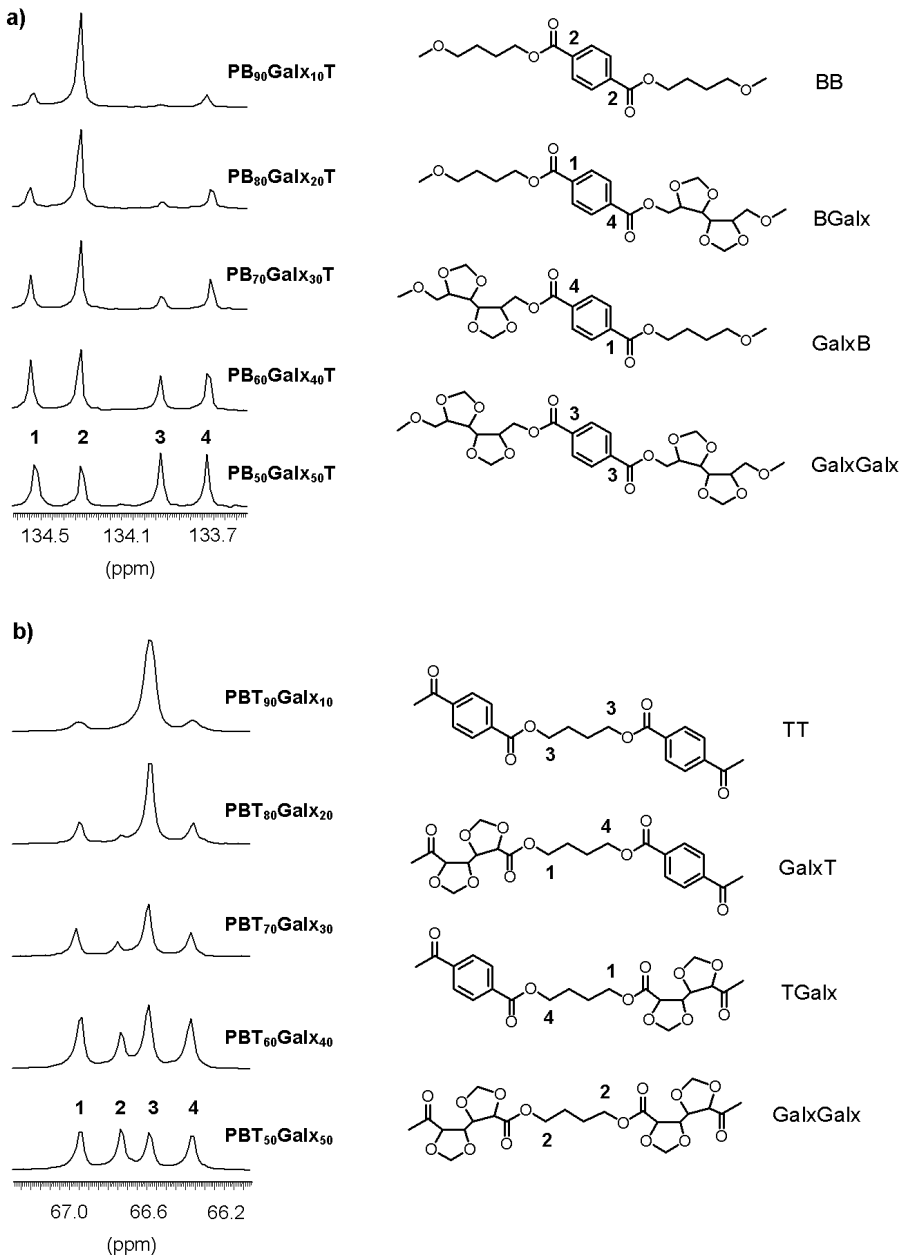 a)
PB₉₀Galx₁₀T
PB₈₀Galx₂₀T
PB₇₀Galx₃₀T
PB₆₀Galx₄₀T
1 2 3 4
PB₅₀Galx₅₀T
134.5 134.1 133.7
(ppm)
O O 2 O O 2 O O
BB
O O 1 O O 4 O O O O O O
BGalx
O O O O O O 4 O O 1 O O
GalxB
O O O O O O 3 O O 3 O O O O O O
GalxGalx
b)
PBT₉₀Galx₁₀
PBT₈₀Galx₂₀
PBT₇₀Galx₃₀
PBT₆₀Galx₄₀
1 2 3 4
PBT₅₀Galx₅₀
67.0 66.6 66.2
(ppm)
O O O 3 3 O O O
TT
O O O O O O O 1 4 O O O
GalxT
O O O 4 1 O O O O O O O
TGalx
O O O O O O O 2 2 O O O O O O O
GalxGalx